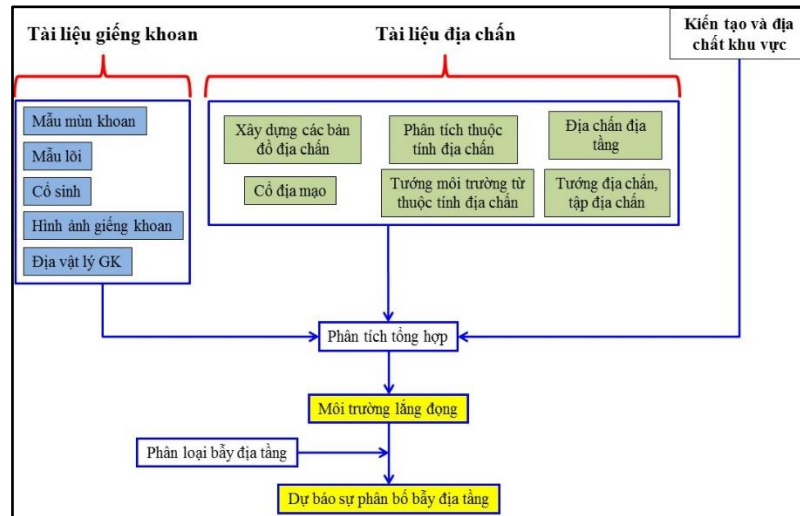 Tài liệu giếng khoan
Mẫu mùn khoan
Mẫu lõi
Cổ sinh
Hình ảnh giếng khoan
Địa vật lý GK
Tài liệu địa chấn
Xây dựng các bản
đồ địa chấn
Phân tích thuộc
tính địa chấn
Địa chấn địa
tầng
Cổ địa mạo
Tướng môi trường từ
thuộc tính địa chấn
Tướng địa chấn,
tập địa chấn
Kiến tạo và địa
chất khu vực
Phân tích tổng hợp
Môi trường lắng đọng
Phân loại bẫy địa tầng
Dự báo sự phân bố bẫy địa tầng